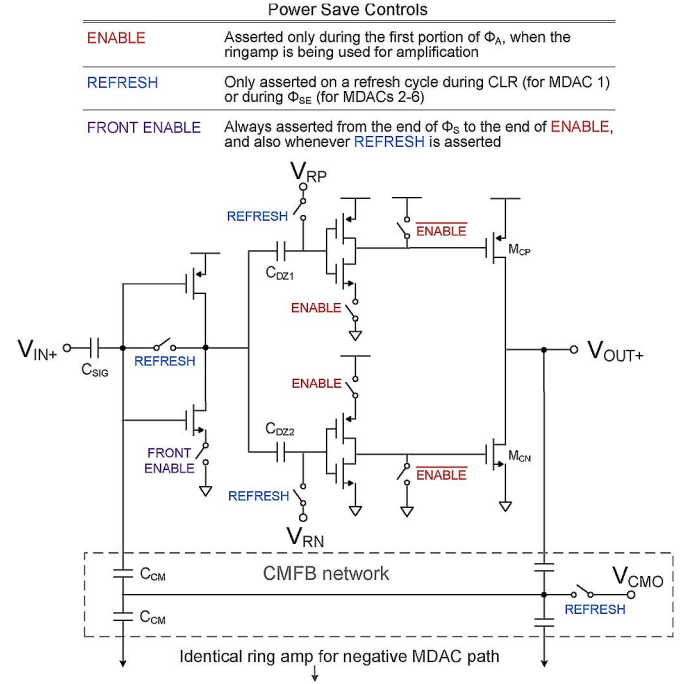 Power Save Controls
ENABLE Asserted only during the first portion of ΦA, when the
ringamp is being used for amplification
REFRESH Only asserted on a refresh cycle during CLR (for MDAC 1)
or during ΦSE (for MDACs 2-6)
FRONT ENABLE Always asserted from the end of ΦS to the end of ENABLE,
and also whenever REFRESH is asserted
VRP
REFRESH
ENABLE
MCP
CDZ1
ENABLE
VIN+
CSIG
REFRESH
VOUT+
ENABLE
CDZ2
FRONT
ENABLE
MCN
ENABLE
REFRESH
VRN
CCM
CMFB network
VCMO
REFRESH
CCM
Identical ring amp for negative MDAC path